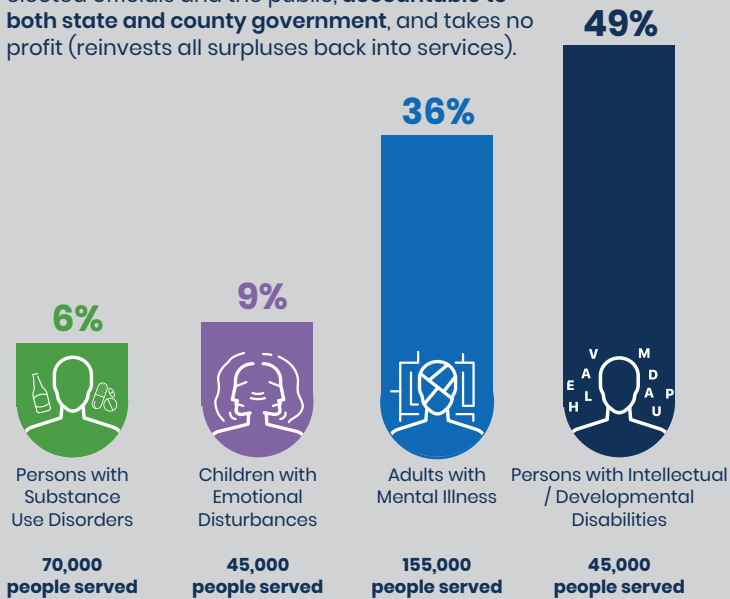 both state and county government, and takes no
profit (reinvests all surpluses back into services).
49%
36%
9%
6%
V M
A D
E L A P
H U
Persons with
Substance
Use Disorders
70,000
people served
Children with
Emotional
Disturbances
45,000
people served
Adults with
Mental Illness
155,000
people served
Persons with Intellectual
/ Developmental
Disabilities
45,000
people served